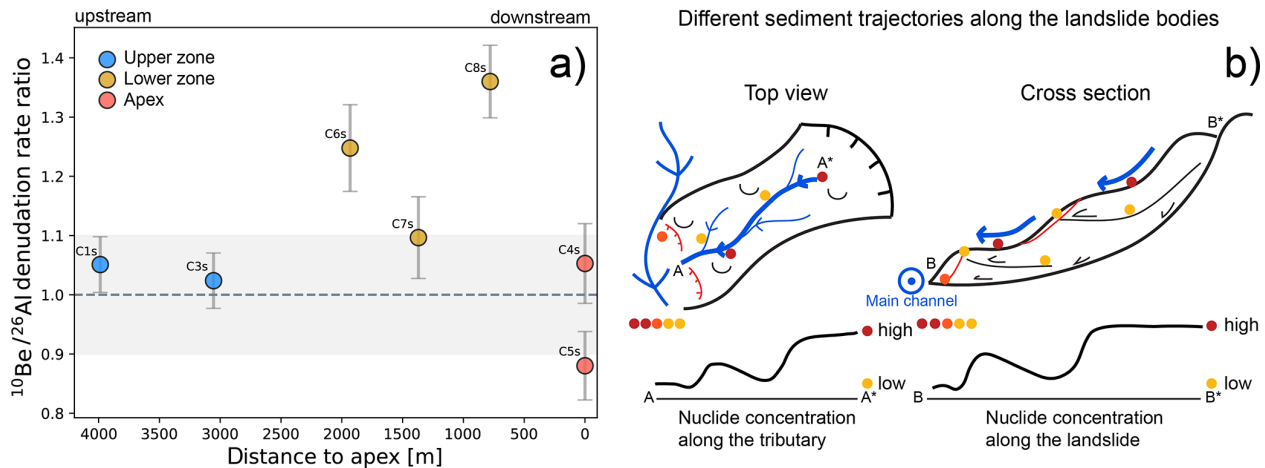 upstream
downstream
Different sediment trajectories along the landslide bodies
1.4
1.3
1.2
1.1
1.0
0.9
0.8
¹⁰Be/²⁶Al denudation rate ratio
Upper zone
Lower zone
Apex
a)
C1s
C3s
C6s
C7s
C8s
C4s
C5s
4000
3500
3000
2500
2000
1500
1000
500
0
Distance to apex [m]
b)
Top view
Cross section
A*
A
B*
B
Main channel
high
low
A
A*
Nuclide concentration
along the tributary
high
low
B
B*
Nuclide concentration
along the landslide